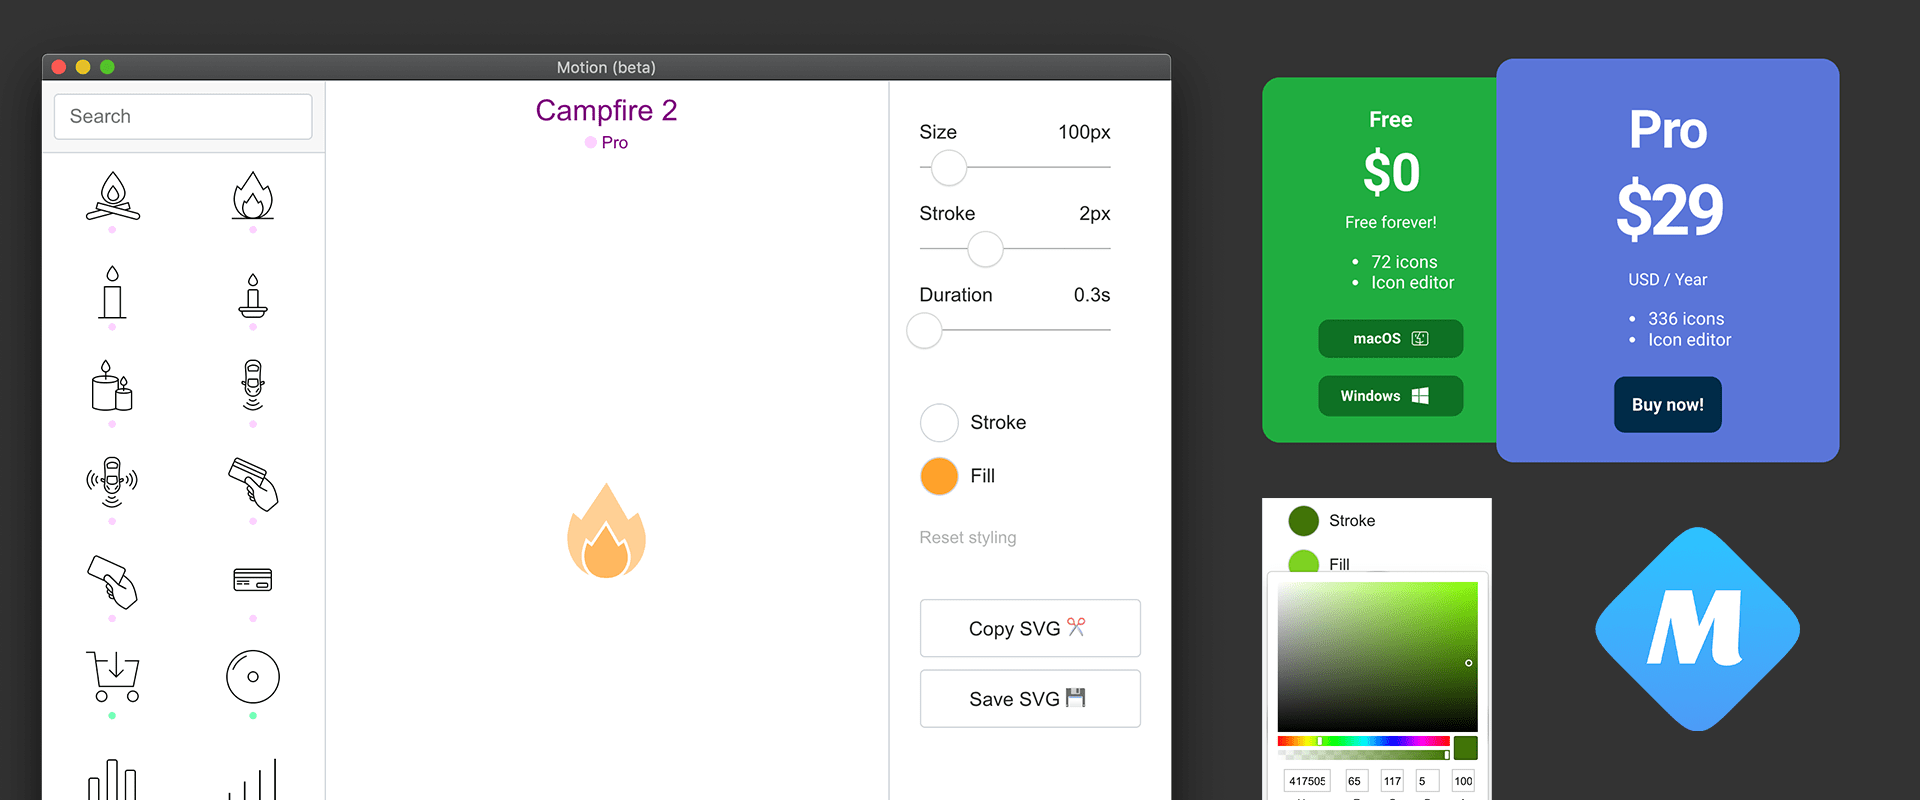 Motion (beta)
Search
Campfire 2
Pro
Size 100px
Stroke 2px
Duration 0.3s
Stroke
Fill
Reset styling
Copy SVG
Save SVG
Free
$0
Free forever!
• 72 icons
• Icon editor
macOS
Windows
Pro
$29
USD / Year
• 336 icons
• Icon editor
Buy now!
Stroke
Fill
417505 65 117 5 100
M